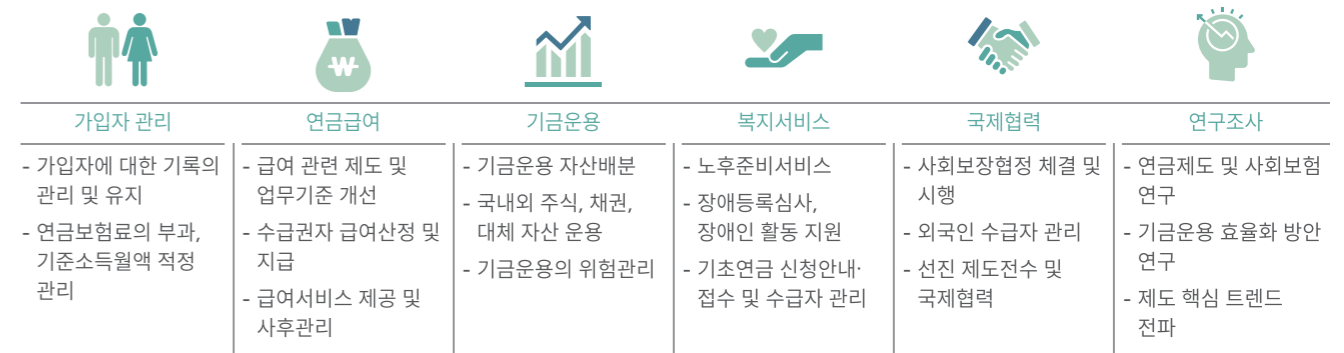 ₩
가입자 관리
- 가입자에 대한 기록의
관리 및 유지
- 연금보험료의 부과,
기준소득월액 적정
관리
연금급여
- 급여 관련 제도 및
업무기준 개선
- 수급권자 급여산정 및
지급
- 급여서비스 제공 및
사후관리
기금운용
- 기금운용 자산배분
- 국내외 주식, 채권,
대체 자산 운용
- 기금운용의 위험관리
복지서비스
- 노후준비서비스
- 장애등록심사,
장애인 활동 지원
- 기초연금 신청안내·
접수 및 수급자 관리
국제협력
- 사회보장협정 체결 및
시행
- 외국인 수급자 관리
- 선진 제도전수 및
국제협력
연구조사
- 연금제도 및 사회보험
연구
- 기금운용 효율화 방안
연구
- 제도 핵심 트렌드
전파